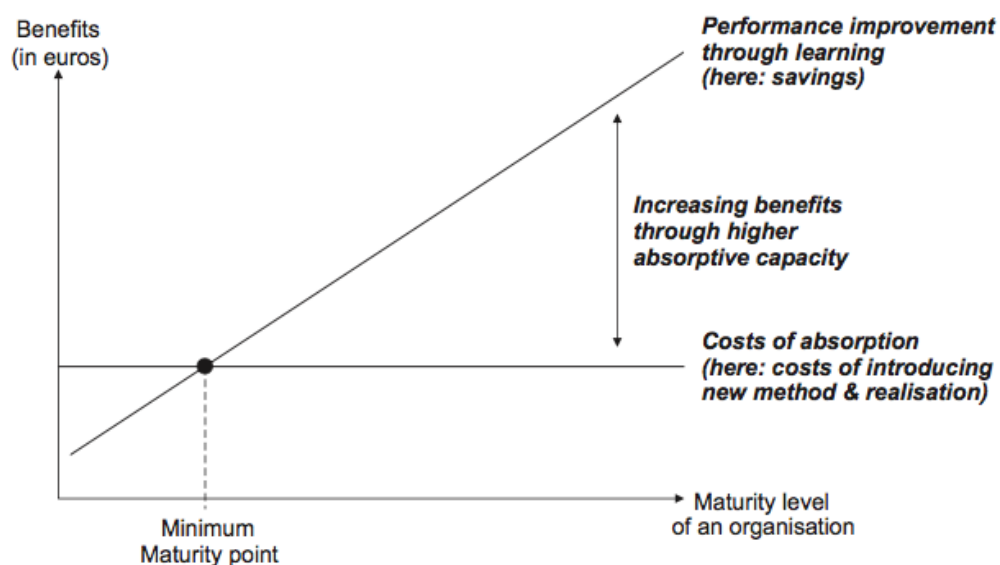 Benefits
(in euros)
Performance improvement
through learning
(here: savings)
Increasing benefits
through higher
absorptive capacity
Costs of absorption
(here: costs of introducing
new method & realisation)
Minimum
Maturity point
Maturity level
of an organisation